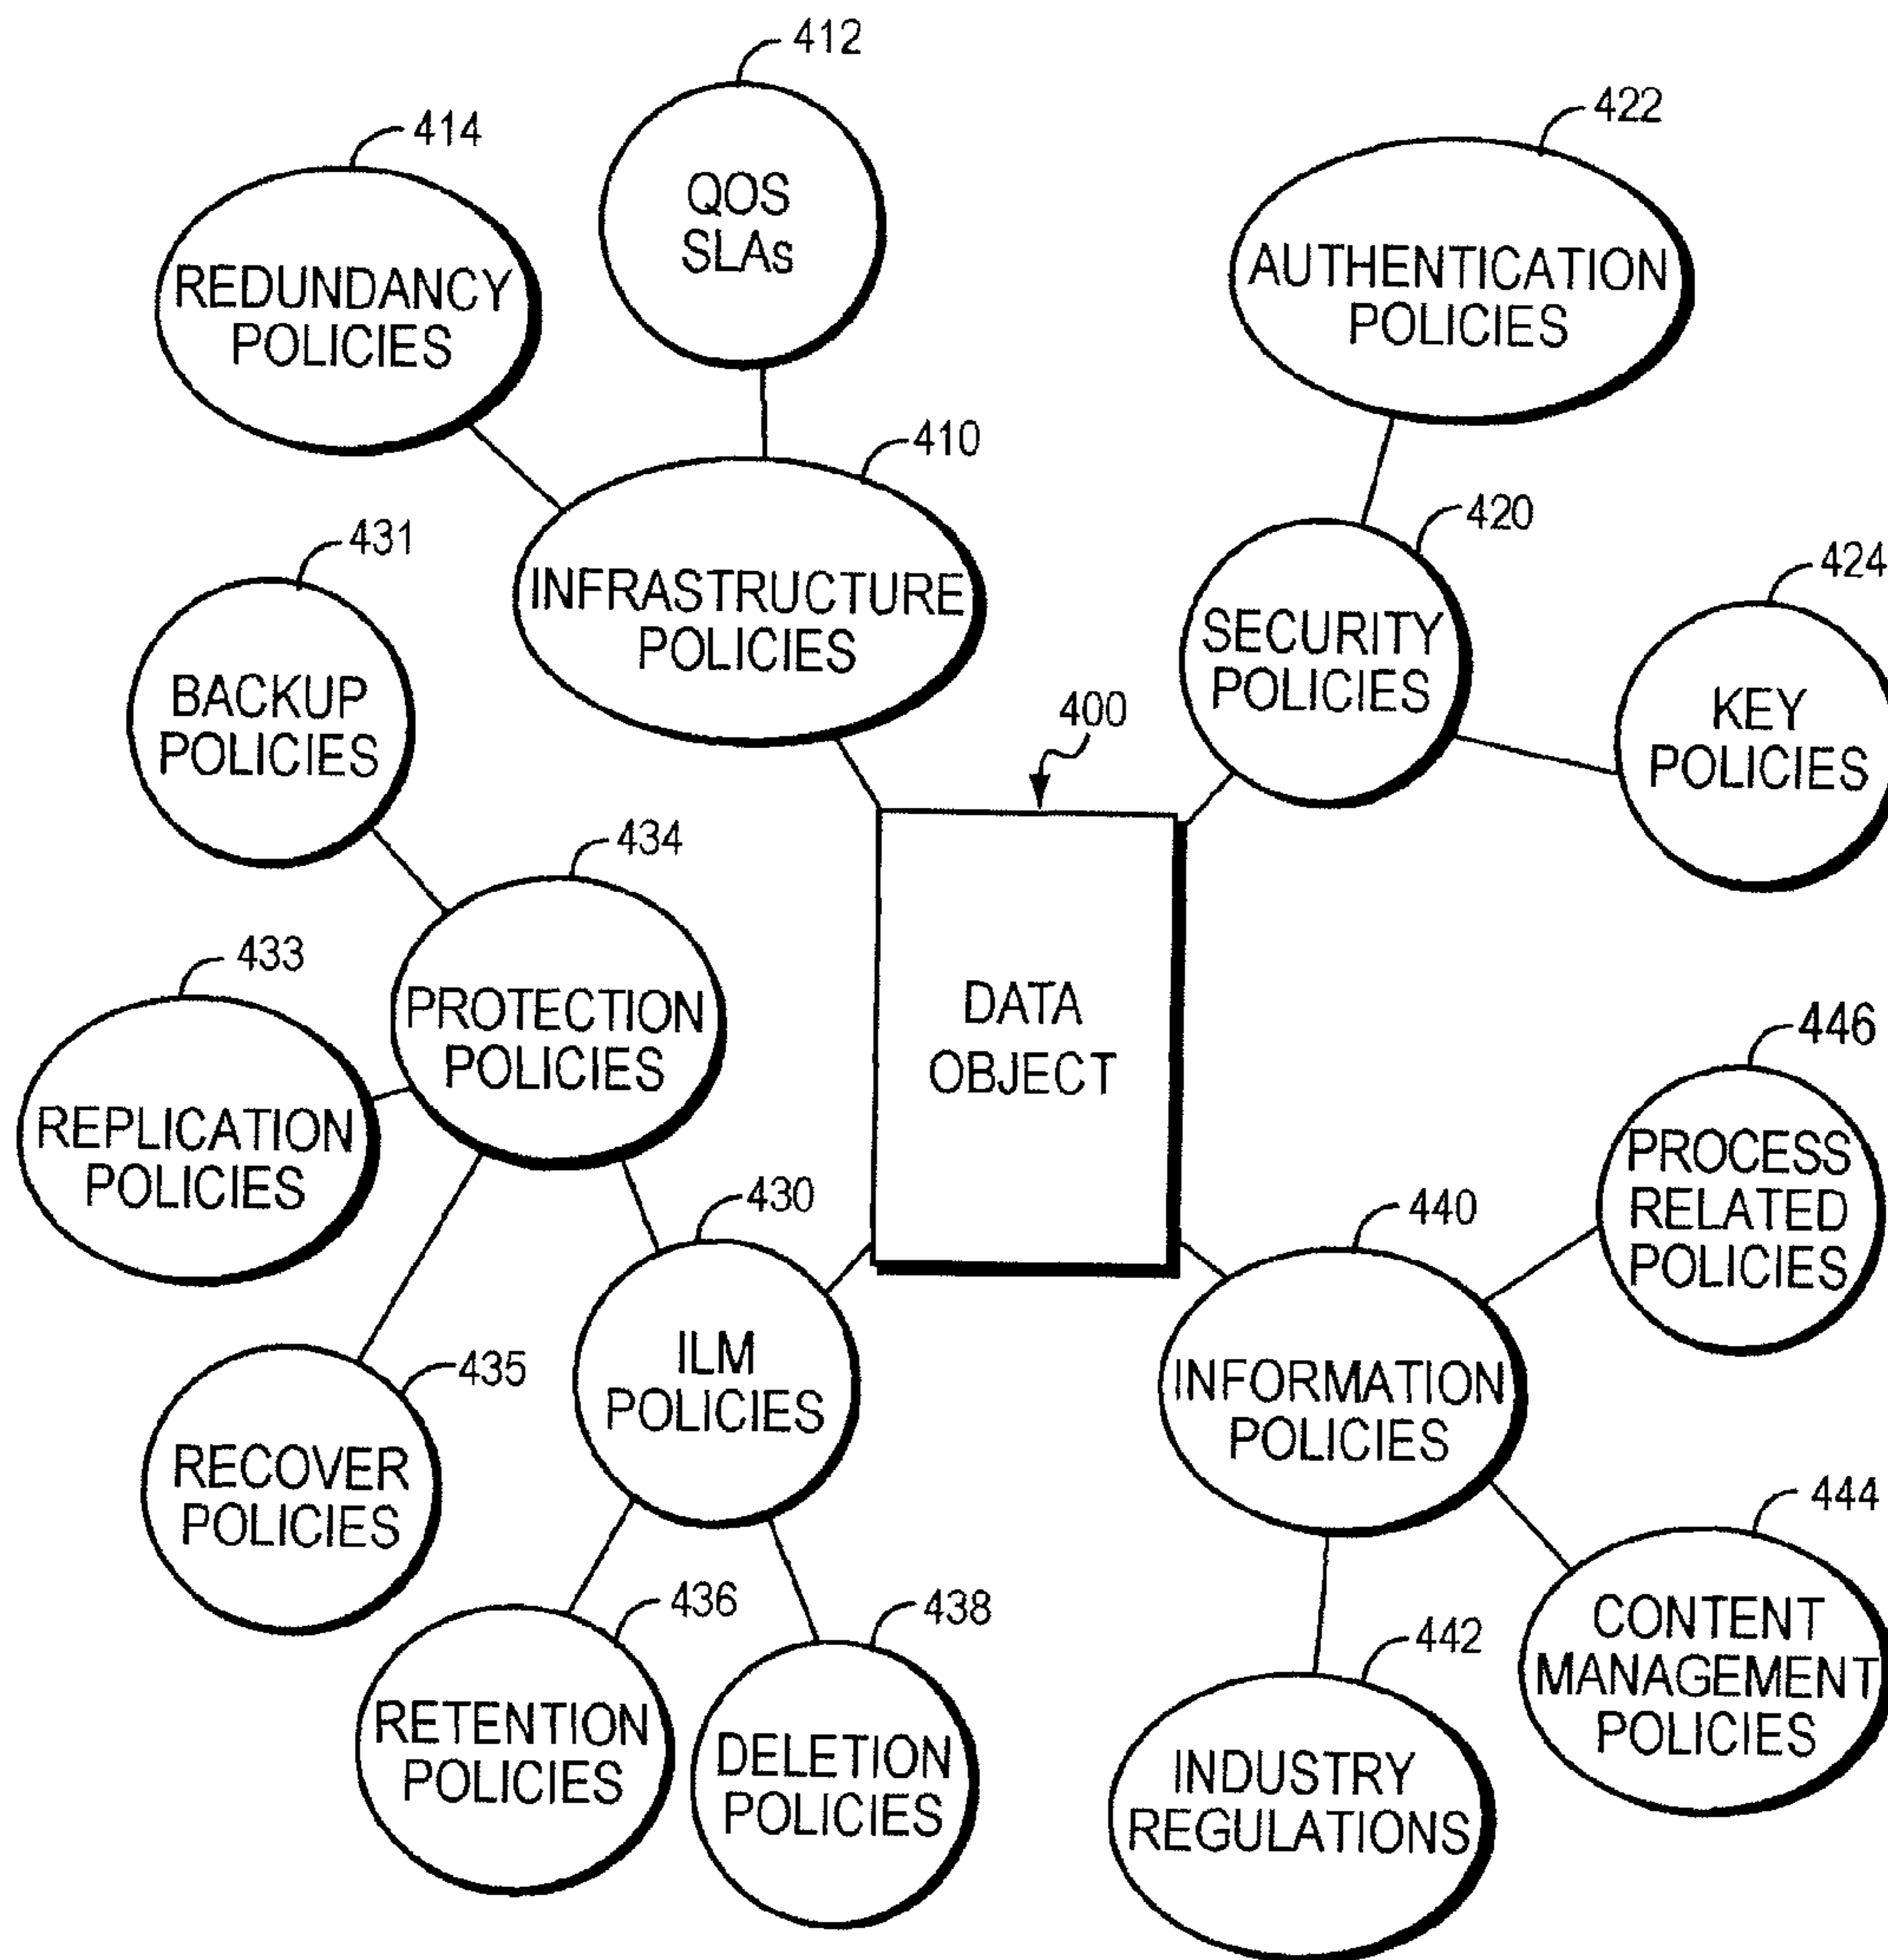 412
QOS
SLAs
414
REDUNDANCY
POLICIES
422
AUTHENTICATION
POLICIES
410
INFRASTRUCTURE
POLICIES
420
SECURITY
POLICIES
424
KEY
POLICIES
431
BACKUP
POLICIES
400
DATA
OBJECT
434
PROTECTION
POLICIES
433
REPLICATION
POLICIES
446
PROCESS
RELATED
POLICIES
430
ILM
POLICIES
440
INFORMATION
POLICIES
435
RECOVER
POLICIES
444
CONTENT
MANAGEMENT
POLICIES
436
RETENTION
POLICIES
438
DELETION
POLICIES
442
INDUSTRY
REGULATIONS